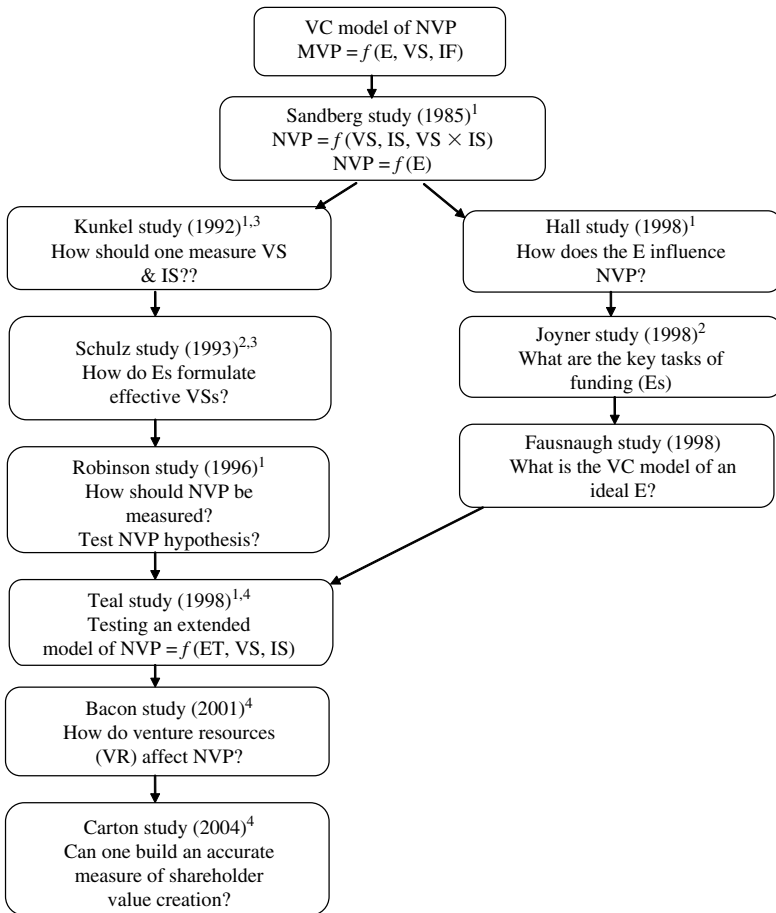 VC model of NVP
MVP = f (E, VS, IF)
Sandberg study (1985)1
NVP = f (VS, IS, VS × IS)
NVP = f (E)
Kunkel study (1992)1,3
How should one measure VS
& IS??
Hall study (1998)1
How does the E influence
NVP?
Schulz study (1993)2,3
How do Es formulate
effective VSs?
Joyner study (1998)2
What are the key tasks of
funding (Es)
Robinson study (1996)1
How should NVP be
measured?
Test NVP hypothesis?
Fausnaugh study (1998)
What is the VC model of an
ideal E?
Teal study (1998)1,4
Testing an extended
model of NVP = f (ET, VS, IS)
Bacon study (2001)4
How do venture resources
(VR) affect NVP?
Carton study (2004)4
Can one build an accurate
measure of shareholder
value creation?